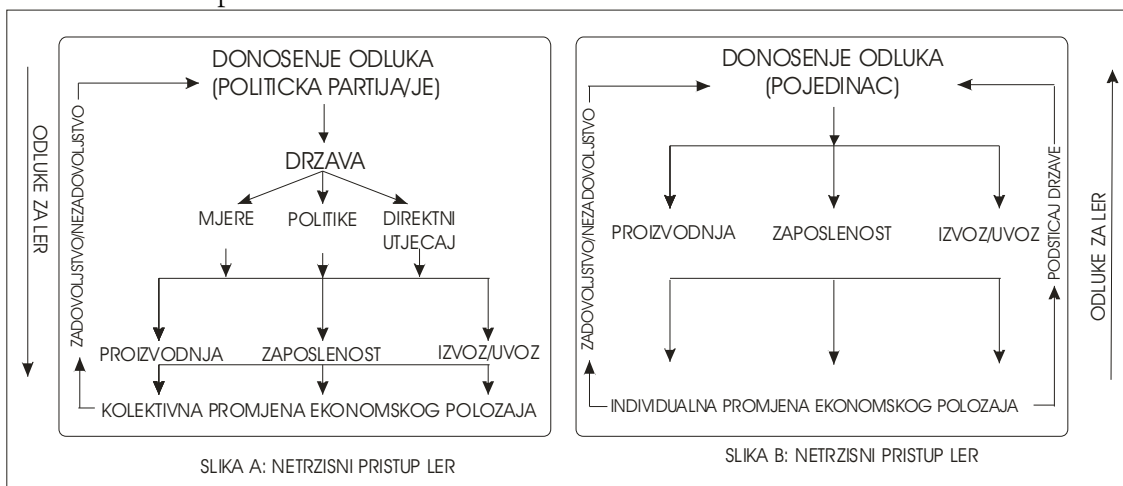 ODLUKE ZA LER
ZADOVOLJSTVO/NEZADOVOLJSTVO
DONOSENJE ODLUKA
(POLITICKA PARTIJA/JE)
DRZAVA
MJERE POLITIKE DIREKTNI
UTJECAJ
PROIZVODNJA ZAPOSLENOST IZVOZ/UVOZ
KOLEKTIVNA PROMJENA EKONOMSKOG POLOZAJA
SLIKA A: NETRZISNI PRISTUP LER
ZADOVOLJSTVO/NEZADOVOLJSTVO
DONOSENJE ODLUKA
(POJEDINAC)
PROIZVODNJA ZAPOSLENOST IZVOZ/UVOZ
INDIVIDUALNA PROMJENA EKONOMSKOG POLOZAJA
PODSTICAJ DRZAVE
ODLUKE ZA LER
SLIKA B: NETRZISNI PRISTUP LER